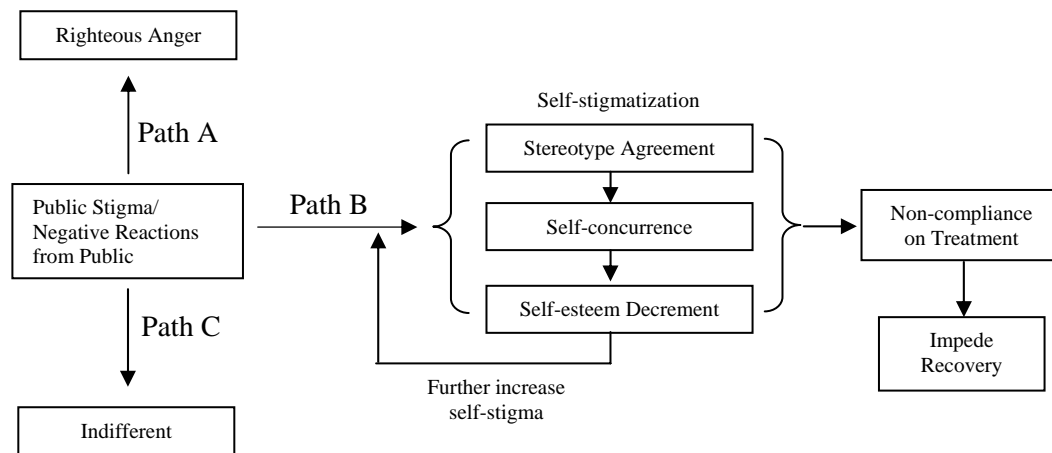 Righteous Anger
Path A
Public Stigma/
Negative Reactions
from Public
Path C
Indifferent
Path B
Self-stigmatization
Stereotype Agreement
Self-concurrence
Self-esteem Decrement
Further increase
self-stigma
Non-compliance
on Treatment
Impede
Recovery